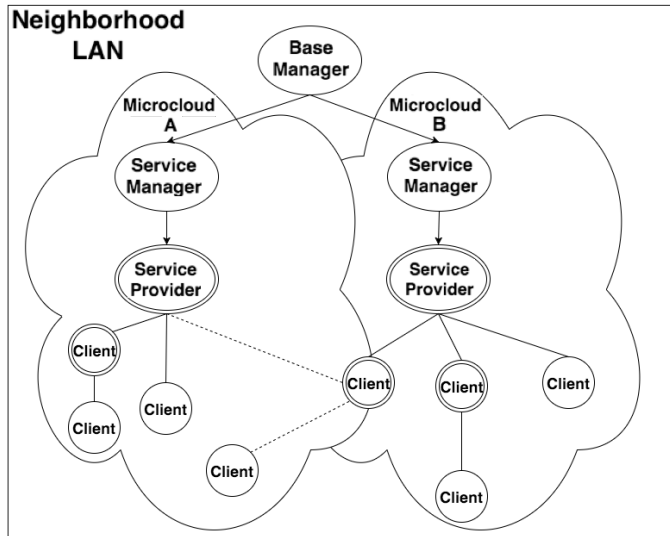 Neighborhood
LAN
Base
Manager
Microcloud
A
Microcloud
B
Service
Manager
Service
Manager
Service
Provider
Service
Provider
Client
Client
Client
Client
Client
Client
Client
Client
Client